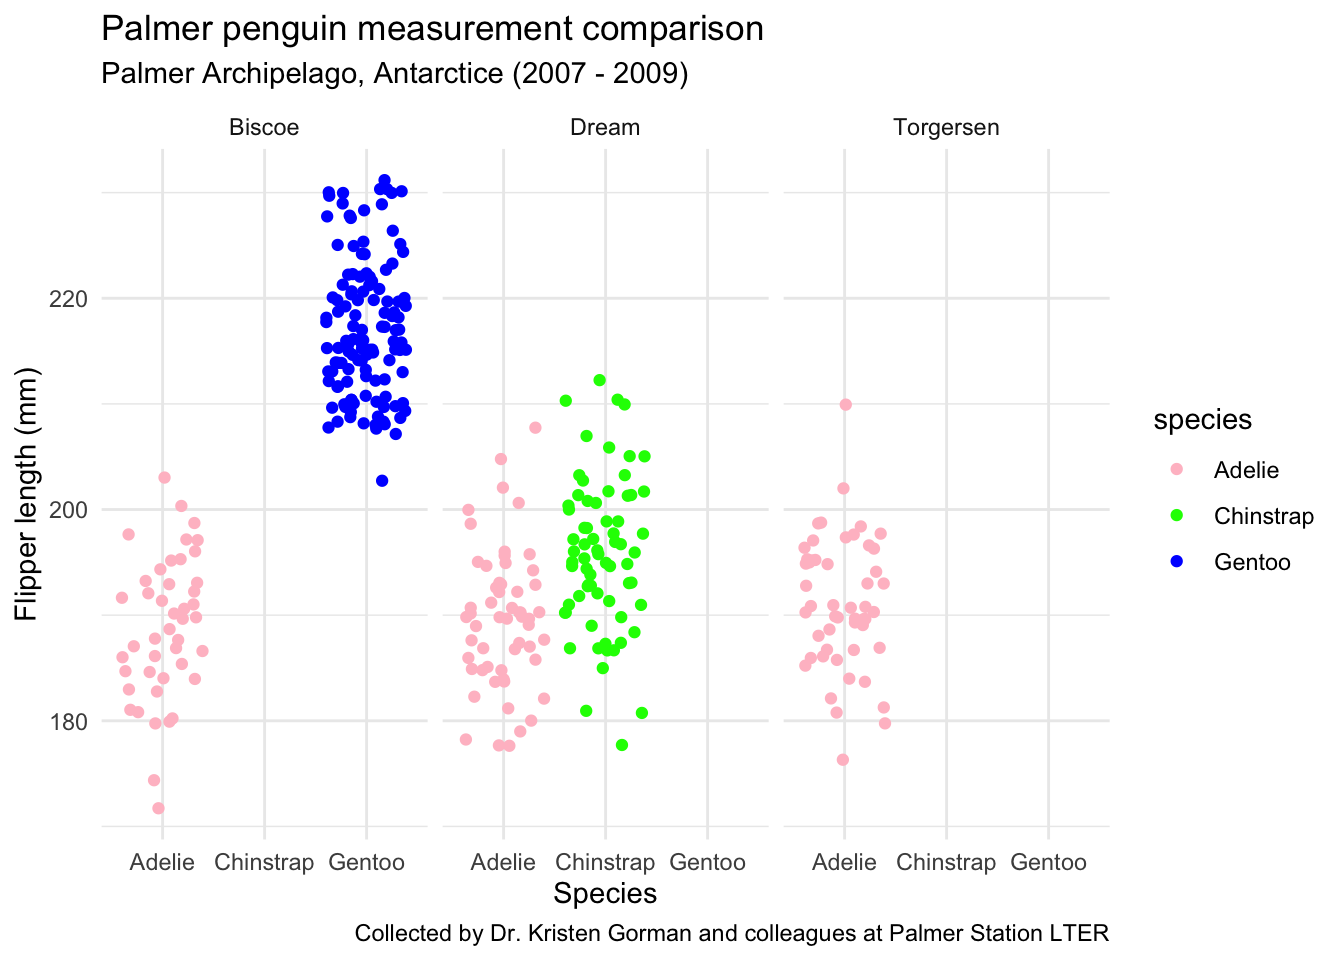 Palmer penguin measurement comparison
Palmer Archipelago, Antarctice (2007 - 2009)
Biscoe Dream Torgersen
Flipper length (mm)
220
200
180
Adelie Chinstrap Gentoo Adelie Chinstrap Gentoo Adelie Chinstrap Gentoo
Species
species
Adelie
Chinstrap
Gentoo
Collected by Dr. Kristen Gorman and colleagues at Palmer Station LTER